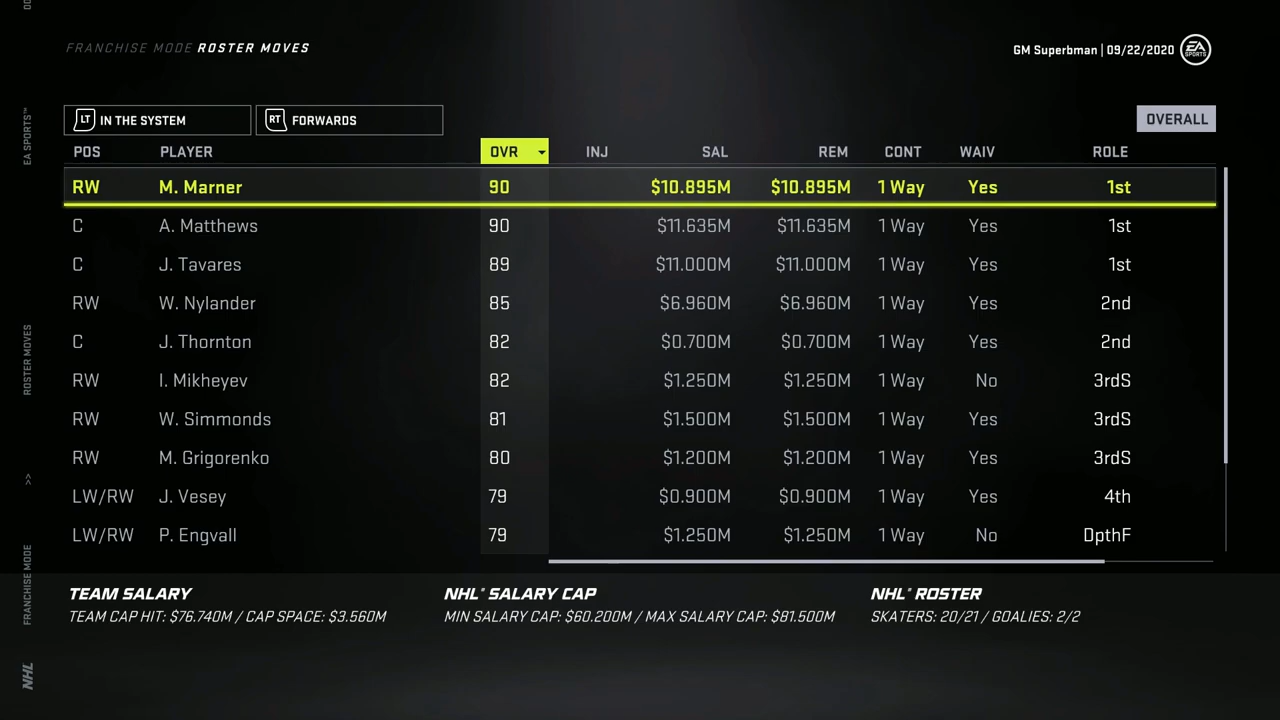 FRANCHISE MODE ROSTER MOVES
GM Superbman | 09/22/2020 EA SPORTS
LT IN THE SYSTEM RT FORWARDS OVERALL
POS PLAYER OVR INJ SAL REM CONT WAIV ROLE
RW M. Marner 90 $10.895M $10.895M 1 Way Yes 1st
C A. Matthews 90 $11.635M $11.635M 1 Way Yes 1st
C J. Tavares 89 $11.000M $11.000M 1 Way Yes 1st
RW W. Nylander 85 $6.960M $6.960M 1 Way Yes 2nd
C J. Thornton 82 $0.700M $0.700M 1 Way Yes 2nd
RW I. Mikheyev 82 $1.250M $1.250M 1 Way No 3rdS
RW W. Simmonds 81 $1.500M $1.500M 1 Way Yes 3rdS
RW M. Grigorenko 80 $1.200M $1.200M 1 Way Yes 3rdS
LW/RW J. Vesey 79 $0.900M $0.900M 1 Way Yes 4th
LW/RW P. Engvall 79 $1.250M $1.250M 1 Way No DpthF
TEAM SALARY
TEAM CAP HIT: $76.740M / CAP SPACE: $3.560M
NHL® SALARY CAP
MIN SALARY CAP: $60.200M / MAX SALARY CAP: $81.500M
NHL® ROSTER
SKATERS: 20/21 / GOALIES: 2/2
NHL FRANCHISE MODE >> ROSTER MOVES EA SPORTS™